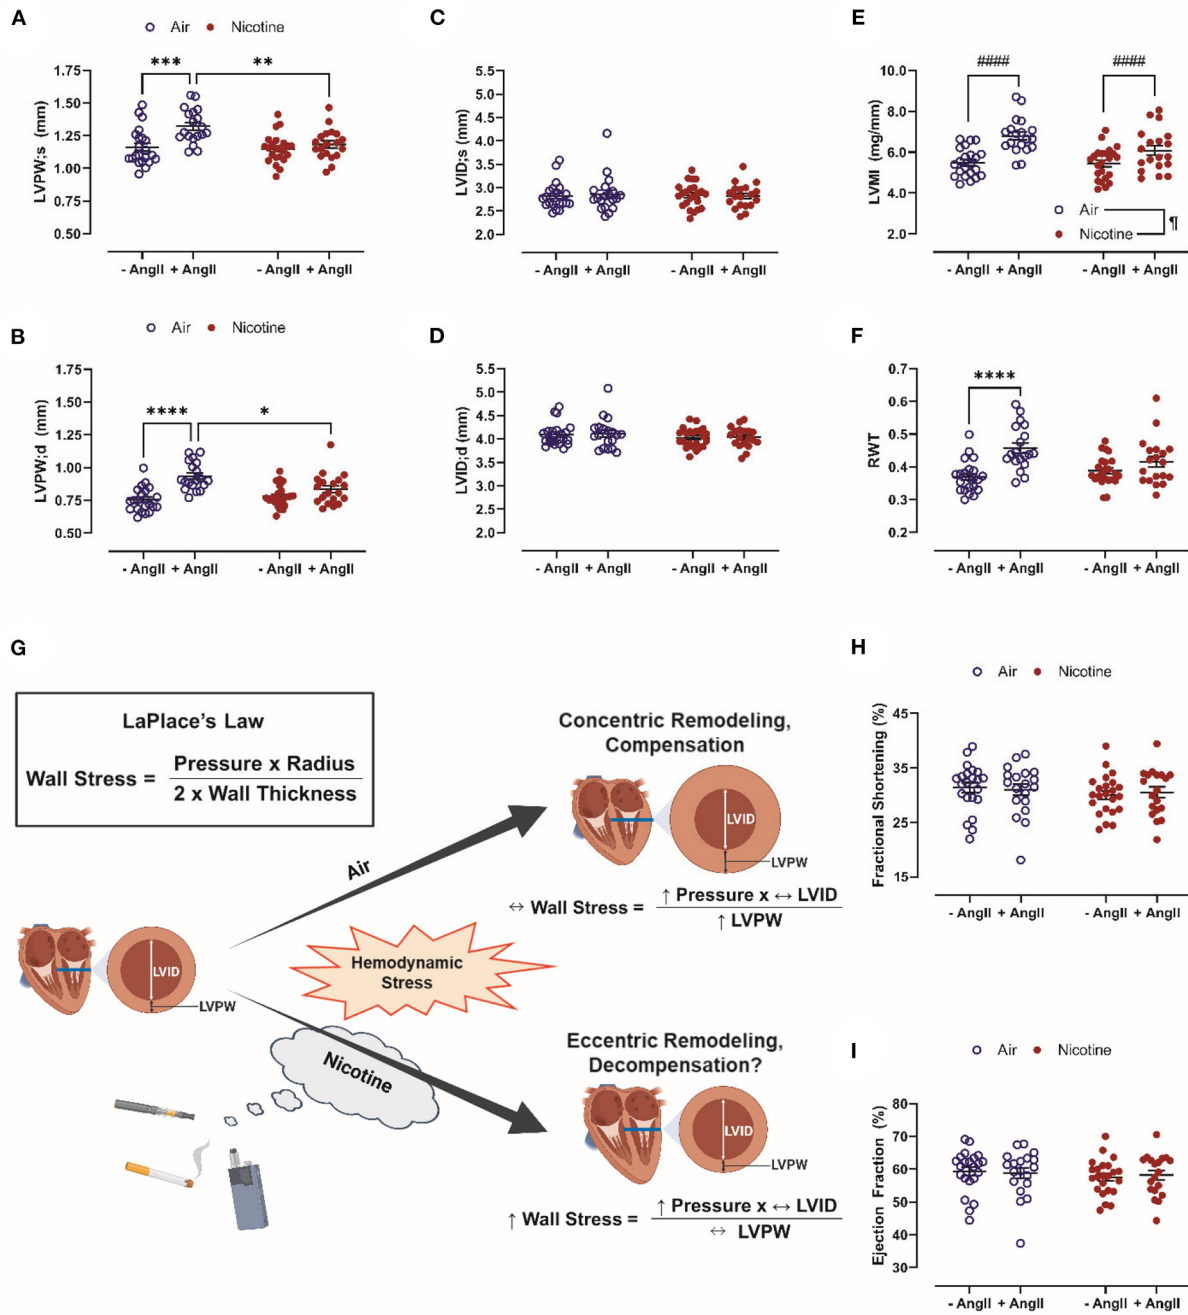 A
Air Nicotine
*** **
LVPW;s (mm)
1.75
1.50
1.25
1.00
0.75
0.50
- AngII + AngII - AngII + AngII
B
Air Nicotine
**** *
LVPW;d (mm)
1.75
1.50
1.25
1.00
0.75
0.50
- AngII + AngII - AngII + AngII
C
LVID;s (mm)
5.5
5.0
4.5
4.0
3.5
3.0
2.5
2.0
- AngII + AngII - AngII + AngII
D
LVID;d (mm)
5.5
5.0
4.5
4.0
3.5
3.0
2.5
2.0
- AngII + AngII - AngII + AngII
E
#### ####
LVMI (mg/mm)
10.0
8.0
6.0
4.0
2.0
Air
Nicotine
¶
- AngII + AngII - AngII + AngII
F
****
RWT
0.7
0.6
0.5
0.4
0.3
0.2
- AngII + AngII - AngII + AngII
G
LaPlace's Law
Wall Stress = Pressure x Radius
2 x Wall Thickness
Air
Concentric Remodeling,
Compensation
LVID
LVPW
↔ Wall Stress = ↑ Pressure x ↔ LVID
↑ LVPW
LVID
LVPW
Hemodynamic
Stress
Nicotine
Eccentric Remodeling,
Decompensation?
LVID
LVPW
↑ Wall Stress = ↑ Pressure x ↔ LVID
↔ LVPW
H
Air Nicotine
Fractional Shortening (%)
45
35
25
15
- AngII + AngII - AngII + AngII
I
Air Nicotine
Ejection Fraction (%)
80
70
60
50
40
30
- AngII + AngII - AngII + AngII